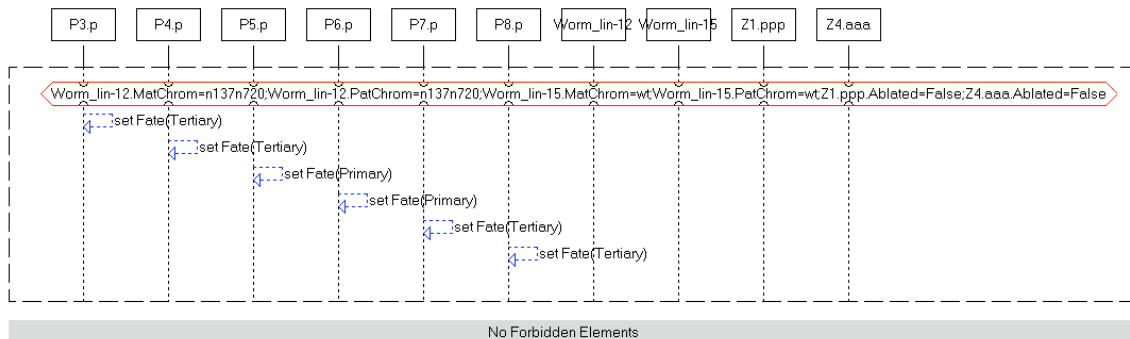 P3.p P4.p P5.p P6.p P7.p P8.p Worm_lin-12 Worm_lin-15 Z1.ppp Z4.aaa
Worm_lin-12.MatChrom=n137n720;Worm_lin-12.PatChrom=n137n720;Worm_lin-15.MatChrom=wt;Worm_lin-15.PatChrom=wt;Z1.ppp.Ablated=False;Z4.aaa.Ablated=False
set Fate(Tertiary)
set Fate(Tertiary)
set Fate(Primary)
set Fate(Primary)
set Fate(Tertiary)
set Fate(Tertiary)
No Forbidden Elements